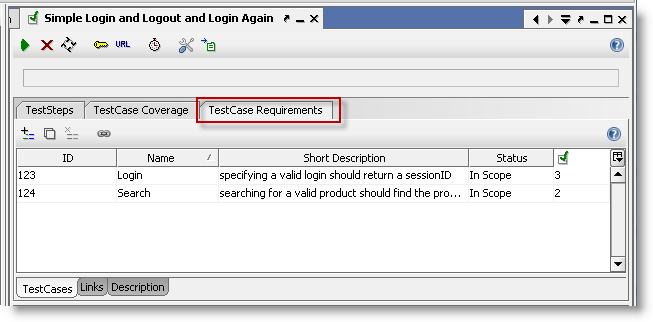 Simple Login and Logout and Login Again
URL
TestSteps TestCase Coverage TestCase Requirements
ID Name Short Description Status
123 Login specifying a valid login should return a sessionID In Scope 3
124 Search searching for a valid product should find the pro... In Scope 2
TestCases Links Description